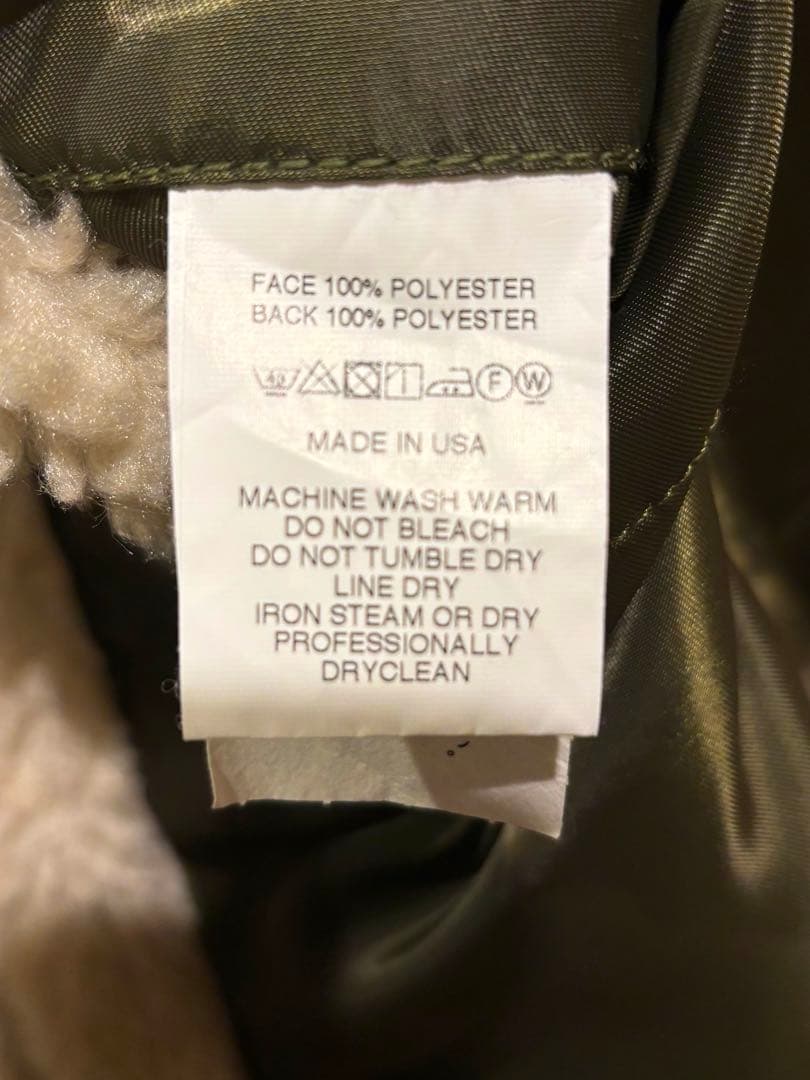 FACE 100% POLYESTER
BACK 100% POLYESTER
40 F W
MADE IN USA
MACHINE WASH WARM
DO NOT BLEACH
DO NOT TUMBLE DRY
LINE DRY
IRON STEAM OR DRY
PROFESSIONALLY
DRYCLEAN